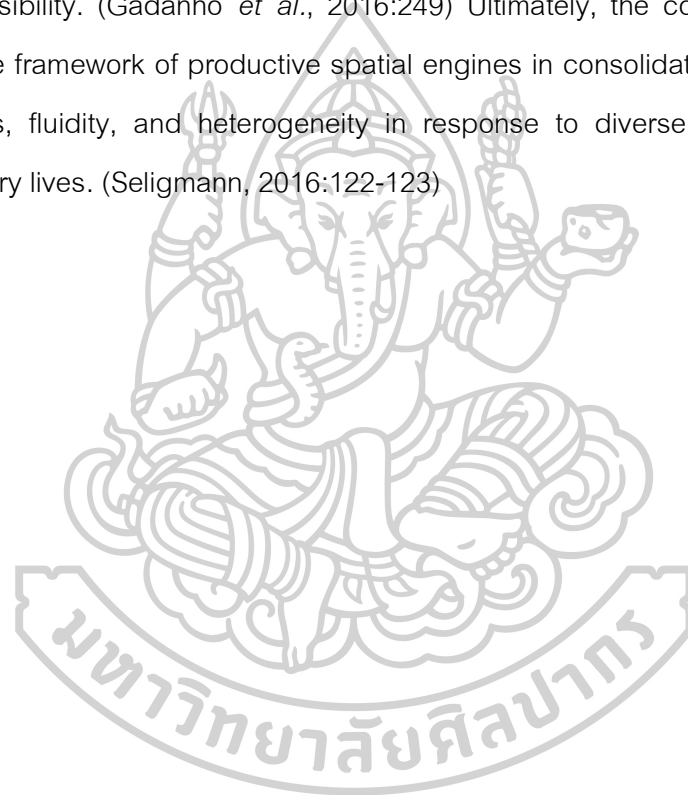 sibility. (Gadanho et al., 2016:249) Ultimately, the co
e framework of productive spatial engines in consolidat
s, fluidity, and heterogeneity in response to diverse
ry lives. (Seligmann, 2016:122-123)
มหาวิทยาลัยศิลปากร